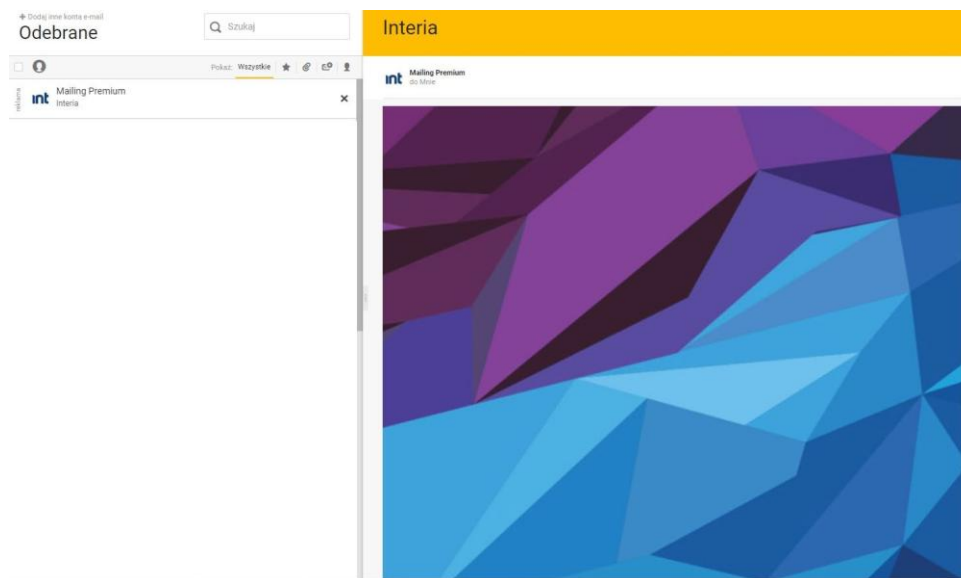 Dodaj inne konta e-mail
Odebrane
Szukaj
Pokaż: Wszystkie
reklama
int
Mailing Premium
Interia
Interia
int
Mailing Premium
do Mnie